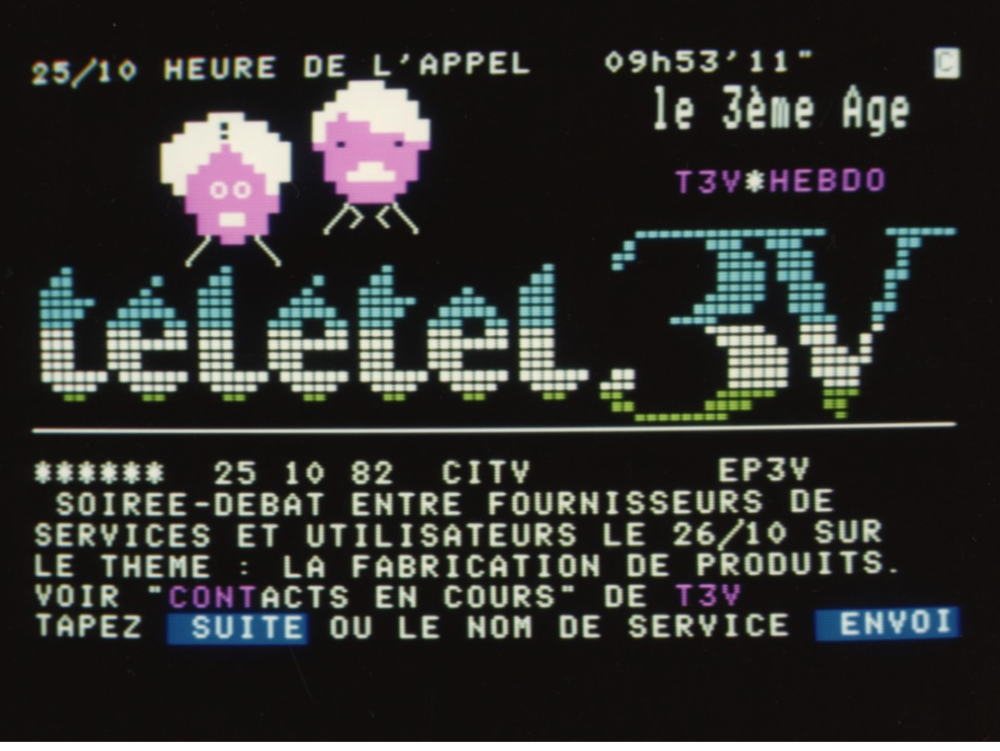 25/10 HEURE DE L'APPEL 09h53'11" C
le 3ème Age
T3V*HEBDO
télétel.3V
****** 25 10 82 CITV EP3V
SOIREE-DEBAT ENTRE FOURNISSEURS DE
SERVICES ET UTILISATEURS LE 26/10 SUR
LE THEME : LA FABRICATION DE PRODUITS.
VOIR "CONTACTS EN COURS" DE T3V
TAPEZ SUITE OU LE NOM DE SERVICE ENVOI